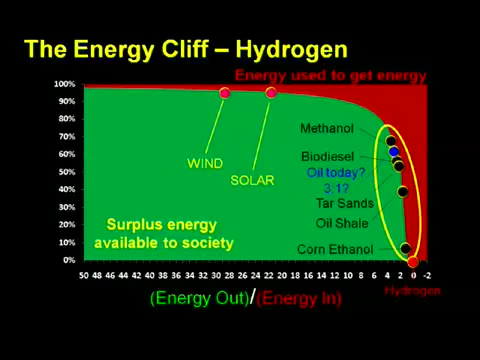 The Energy Cliff – Hydrogen
Energy used to get energy
100%
90%
80%
70%
60%
50%
40%
30%
20%
10%
0%
WIND
SOLAR
Methanol
Biodiesel
Oil today?
3:1?
Tar Sands
Oil Shale
Corn Ethanol
Surplus energy
available to society
50 48 46 44 42 40 38 36 34 32 30 28 26 24 22 20 18 16 14 12 10 8 6 4 2 0 -2
Hydrogen
(Energy Out)/(Energy In)